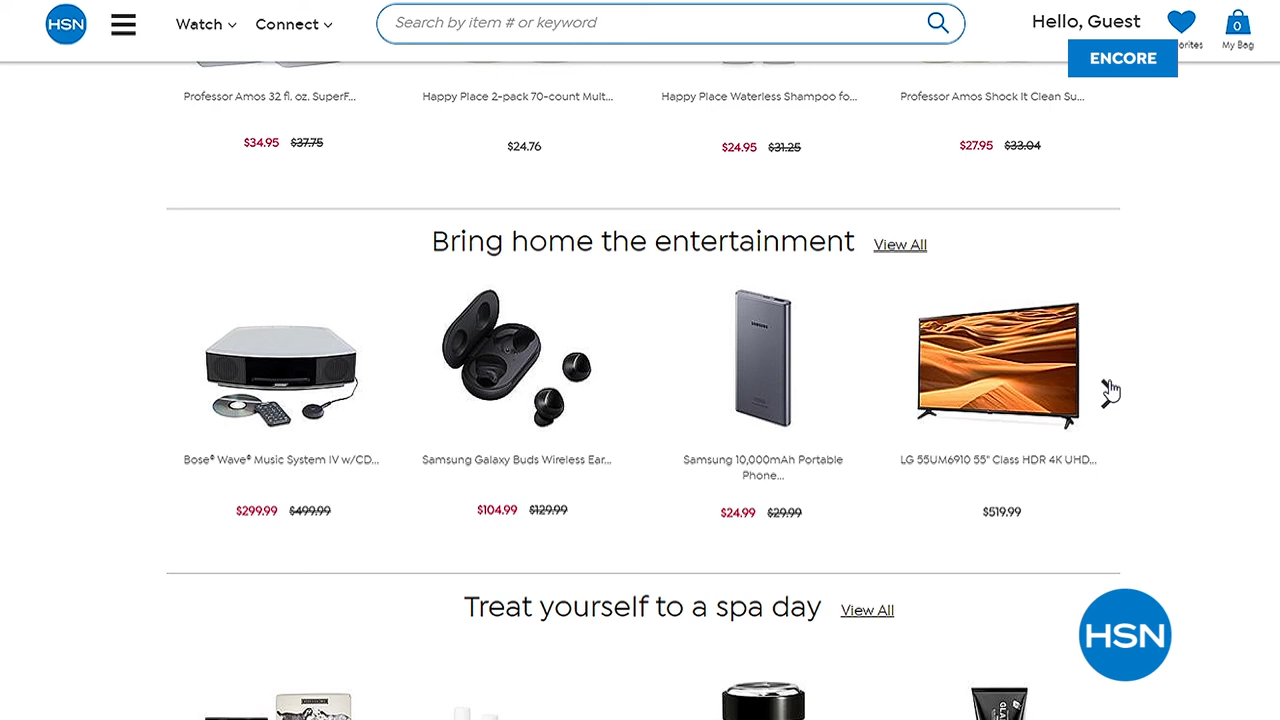 HSN
Watch
Connect
Search by item # or keyword
Hello, Guest
0
My Bag
ENCORE
Professor Amos 32 fl. oz. SuperF...
Happy Place 2-pack 70-count Mult...
Happy Place Waterless Shampoo fo...
Professor Amos Shock It Clean Su...
$34.95 $37.75
$24.76
$24.95 $31.25
$27.95 $33.04
Bring home the entertainment View All
SAMSUNG
Bose® Wave® Music System IV w/CD...
Samsung Galaxy Buds Wireless Ear...
Samsung 10,000mAh Portable
Phone...
LG 55UM6910 55" Class HDR 4K UHD...
$299.99 $499.99
$104.99 $129.99
$24.99 $29.99
$519.99
Treat yourself to a spa day View All
HSN